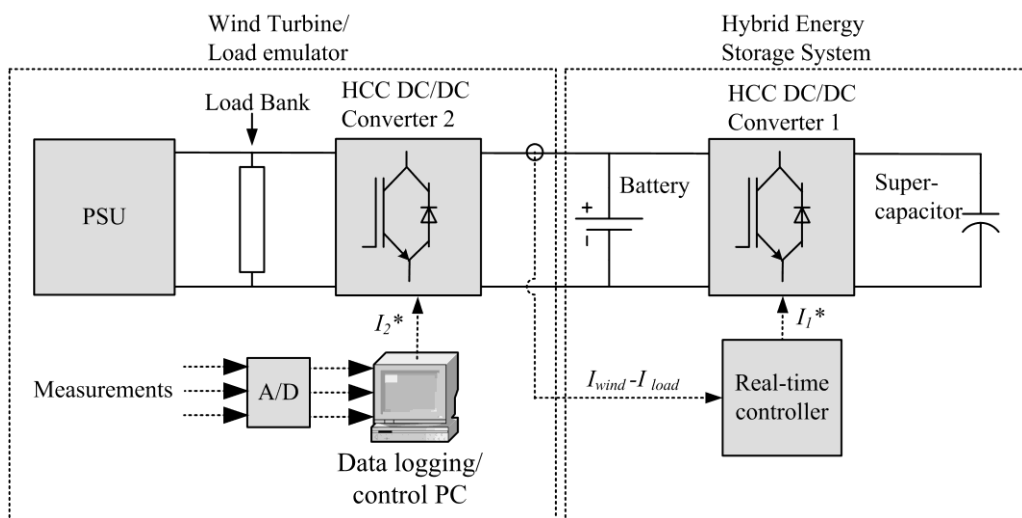 Wind Turbine/
Load emulator
Hybrid Energy
Storage System
Load Bank
HCC DC/DC
Converter 2
HCC DC/DC
Converter 1
PSU
Battery
Super-
capacitor
+
I2*
I1*
Measurements
A/D
Iwind-I load
Real-time
controller
Data logging/
control PC